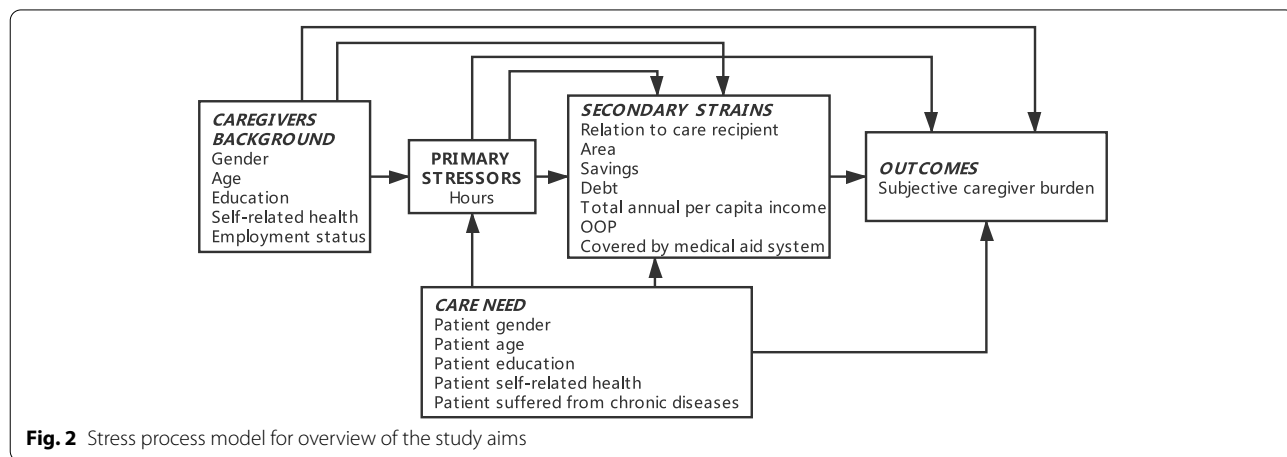 CAREGIVERS
BACKGROUND
Gender
Age
Education
Self-related health
Employment status
PRIMARY
STRESSORS
Hours
SECONDARY STRAINS
Relation to care recipient
Area
Savings
Debt
Total annual per capita income
OOP
Covered by medical aid system
OUTCOMES
Subjective caregiver burden
CARE NEED
Patient gender
Patient age
Patient education
Patient self-related health
Patient suffered from chronic diseases
Fig. 2 Stress process model for overview of the study aims